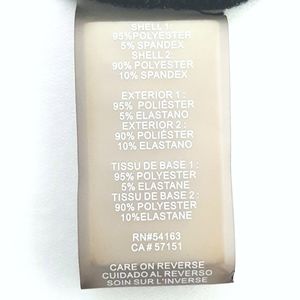 SHELL 1:
95%POLYESTER
5% SPANDEX
SHELL 2:
90% POLYESTER
10% SPANDEX
EXTERIOR 1 :
95% POLIÉSTER
5% ELASTANO
EXTERIOR 2 :
90% POLIÉSTER
10% ELASTANO
TISSU DE BASE 1 :
95% POLYESTER
5% ELASTANE
TISSU DE BASE 2 :
90% POLYESTER
10%ELASTANE
RN#54163
CA # 57151
CARE ON REVERSE
CUIDADO AL REVERSO
SOIN SUR L'INVERSE